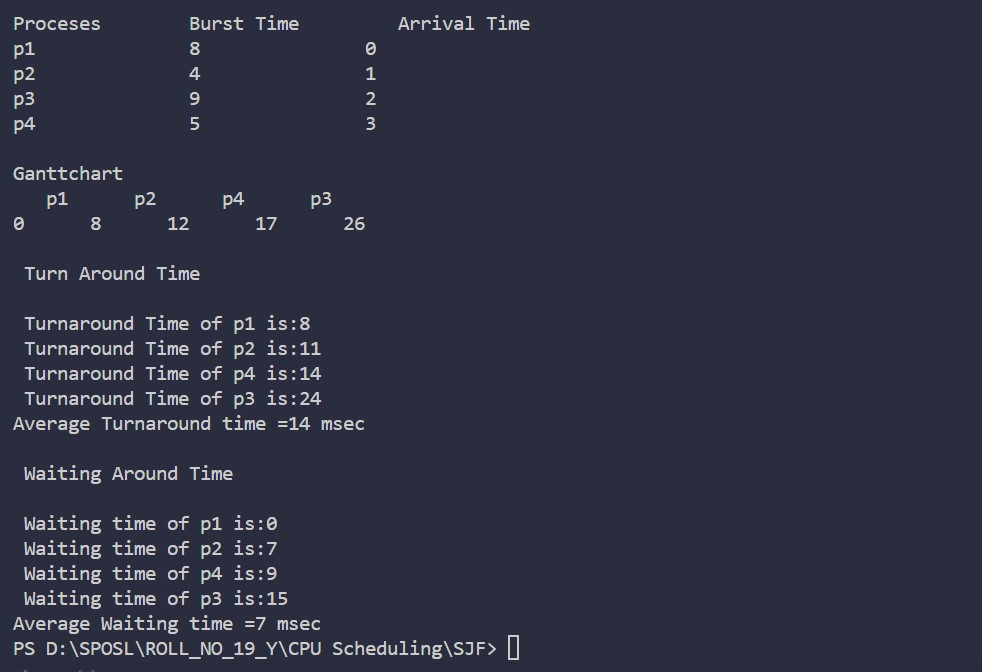 Proceses Burst Time Arrival Time
p1 8 0
p2 4 1
p3 9 2
p4 5 3
Ganttchart
p1 p2 p4 p3
0 8 12 17 26
Turn Around Time
Turnaround Time of p1 is:8
Turnaround Time of p2 is:11
Turnaround Time of p4 is:14
Turnaround Time of p3 is:24
Average Turnaround time =14 msec
Waiting Around Time
Waiting time of p1 is:0
Waiting time of p2 is:7
Waiting time of p4 is:9
Waiting time of p3 is:15
Average Waiting time =7 msec
PS D:\SPOSL\ROLL_NO_19_Y\CPU Scheduling\SJF>